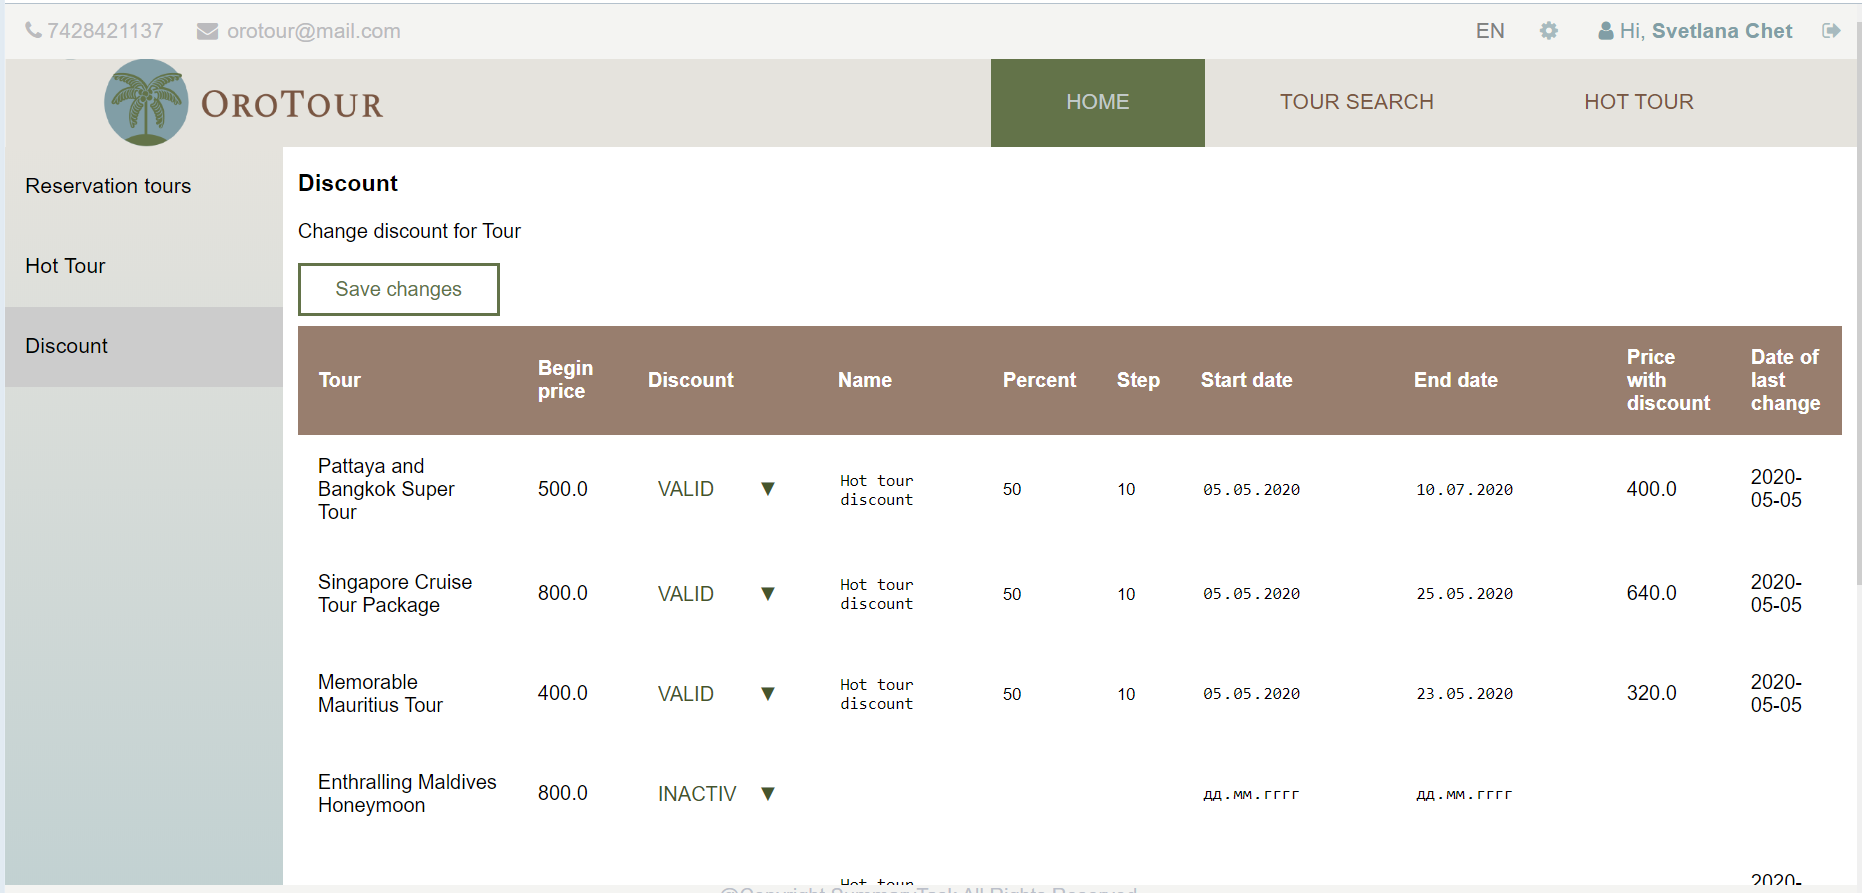 7428421137 orotour@mail.com EN Hi, Svetlana Chet
OROTOUR HOME TOUR SEARCH HOT TOUR
Reservation tours
Hot Tour
Discount
Discount
Change discount for Tour
Save changes
Tour Begin price Discount Name Percent Step Start date End date Price with discount Date of last change
Pattaya and Bangkok Super Tour 500.0 VALID ▼ Hot tour discount 50 10 05.05.2020 10.07.2020 400.0 2020-05-05
Singapore Cruise Tour Package 800.0 VALID ▼ Hot tour discount 50 10 05.05.2020 25.05.2020 640.0 2020-05-05
Memorable Mauritius Tour 400.0 VALID ▼ Hot tour discount 50 10 05.05.2020 23.05.2020 320.0 2020-05-05
Enthralling Maldives Honeymoon 800.0 INACTIV ▼ дд.мм.гггг дд.мм.гггг
Hot tour 2020-
@Copyright SummaryTask All Rights Reserved